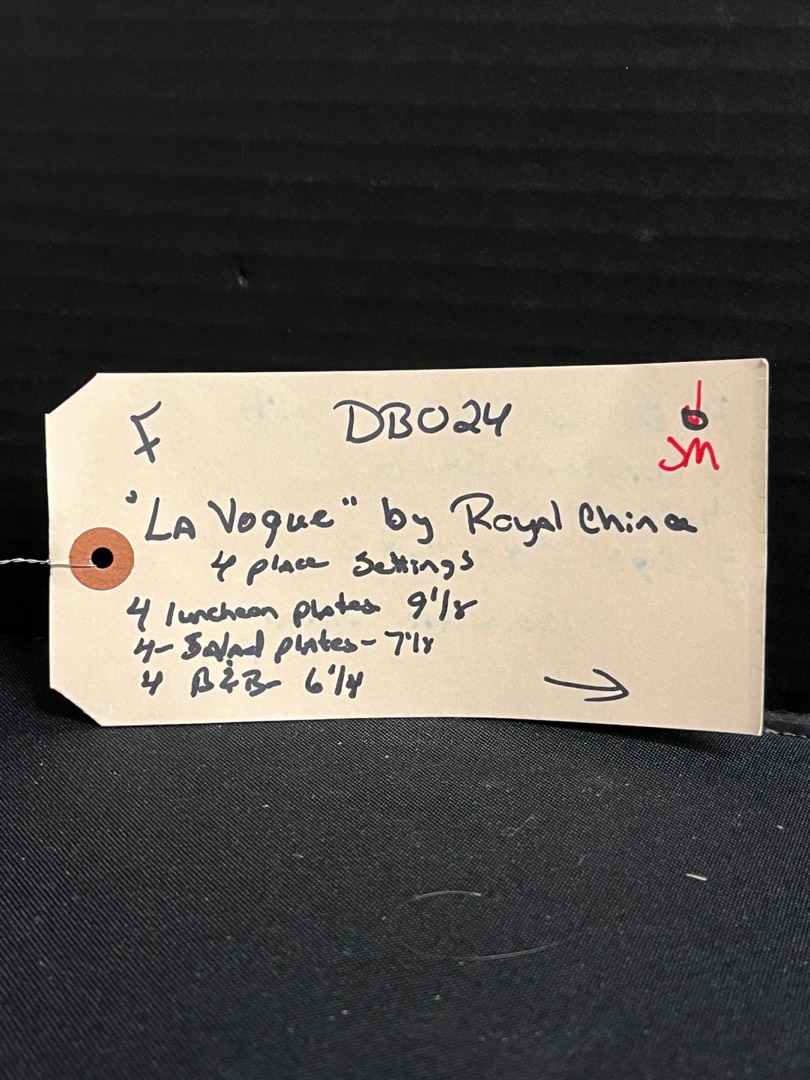 F DB024
JM
"LA Vogue" by Royal China
4 place Settings
4 luncheon plates 9 1/8
4- Salad plates- 7 1/8
4 B&B- 6 1/4
→